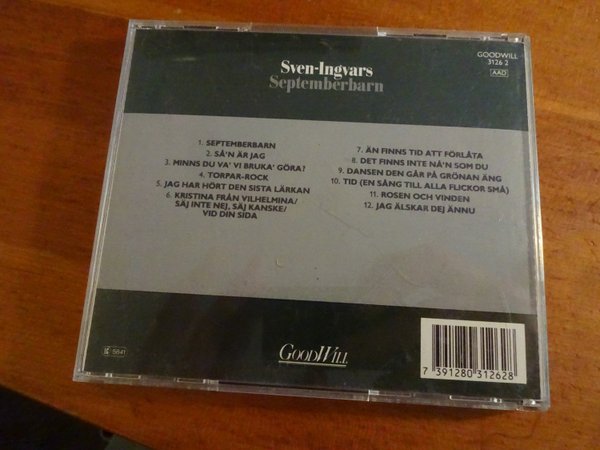 GOODWILL
3126 2
AAD
Sven-Ingvars
Septemberbarn
1. SEPTEMBERBARN
2. SÅ'N ÄR JAG
3. MINNS DU VA' VI BRUKA' GÖRA?
4. TORPAR-ROCK
5. JAG HAR HÖRT DEN SISTA LÄRKAN
6. KRISTINA FRÅN VILHELMINA/
SÄJ INTE NEJ, SÄJ KANSKE/
VID DIN SIDA
7. ÄN FINNS TID ATT FÖRLÅTA
8. DET FINNS INTE NÅ'N SOM DU
9. DANSEN DEN GÅR PÅ GRÖNAN ÄNG
10. TID (EN SÅNG TILL ALLA FLICKOR SMÅ)
11. ROSEN OCH VINDEN
12. JAG ÄLSKAR DEJ ÄNNU
5641
GOODWILL
7 391280 312628